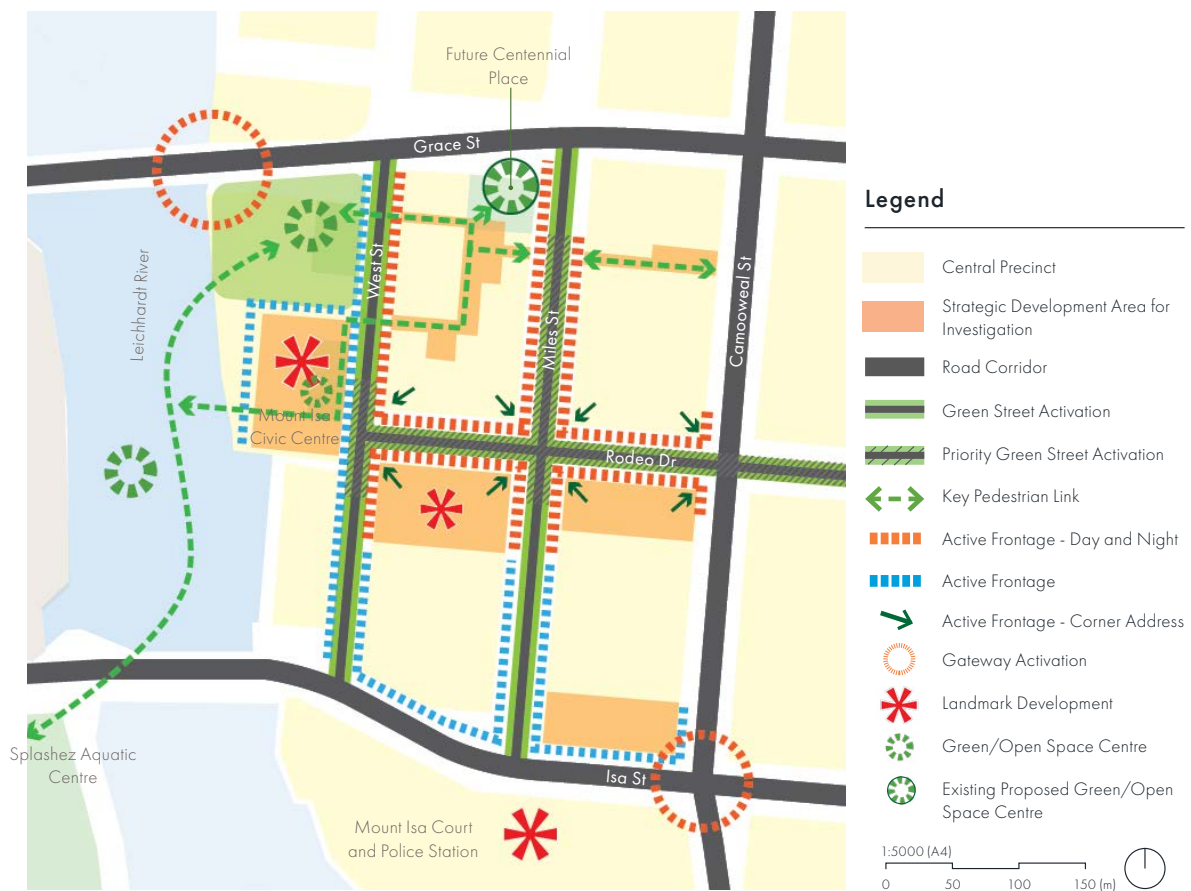 Future Centennial
Place
Grace St
West St
Miles St
Camooweal St
Leichhardt River
Mount Isa
Civic Centre
Rodeo Dr
Splashez Aquatic
Centre
Isa St
Mount Isa Court
and Police Station
Legend
Central Precinct
Strategic Development Area for
Investigation
Road Corridor
Green Street Activation
Priority Green Street Activation
Key Pedestrian Link
Active Frontage - Day and Night
Active Frontage
Active Frontage - Corner Address
Gateway Activation
Landmark Development
Green/Open Space Centre
Existing Proposed Green/Open
Space Centre
1:5000 (A4)
0 50 100 150 (m)